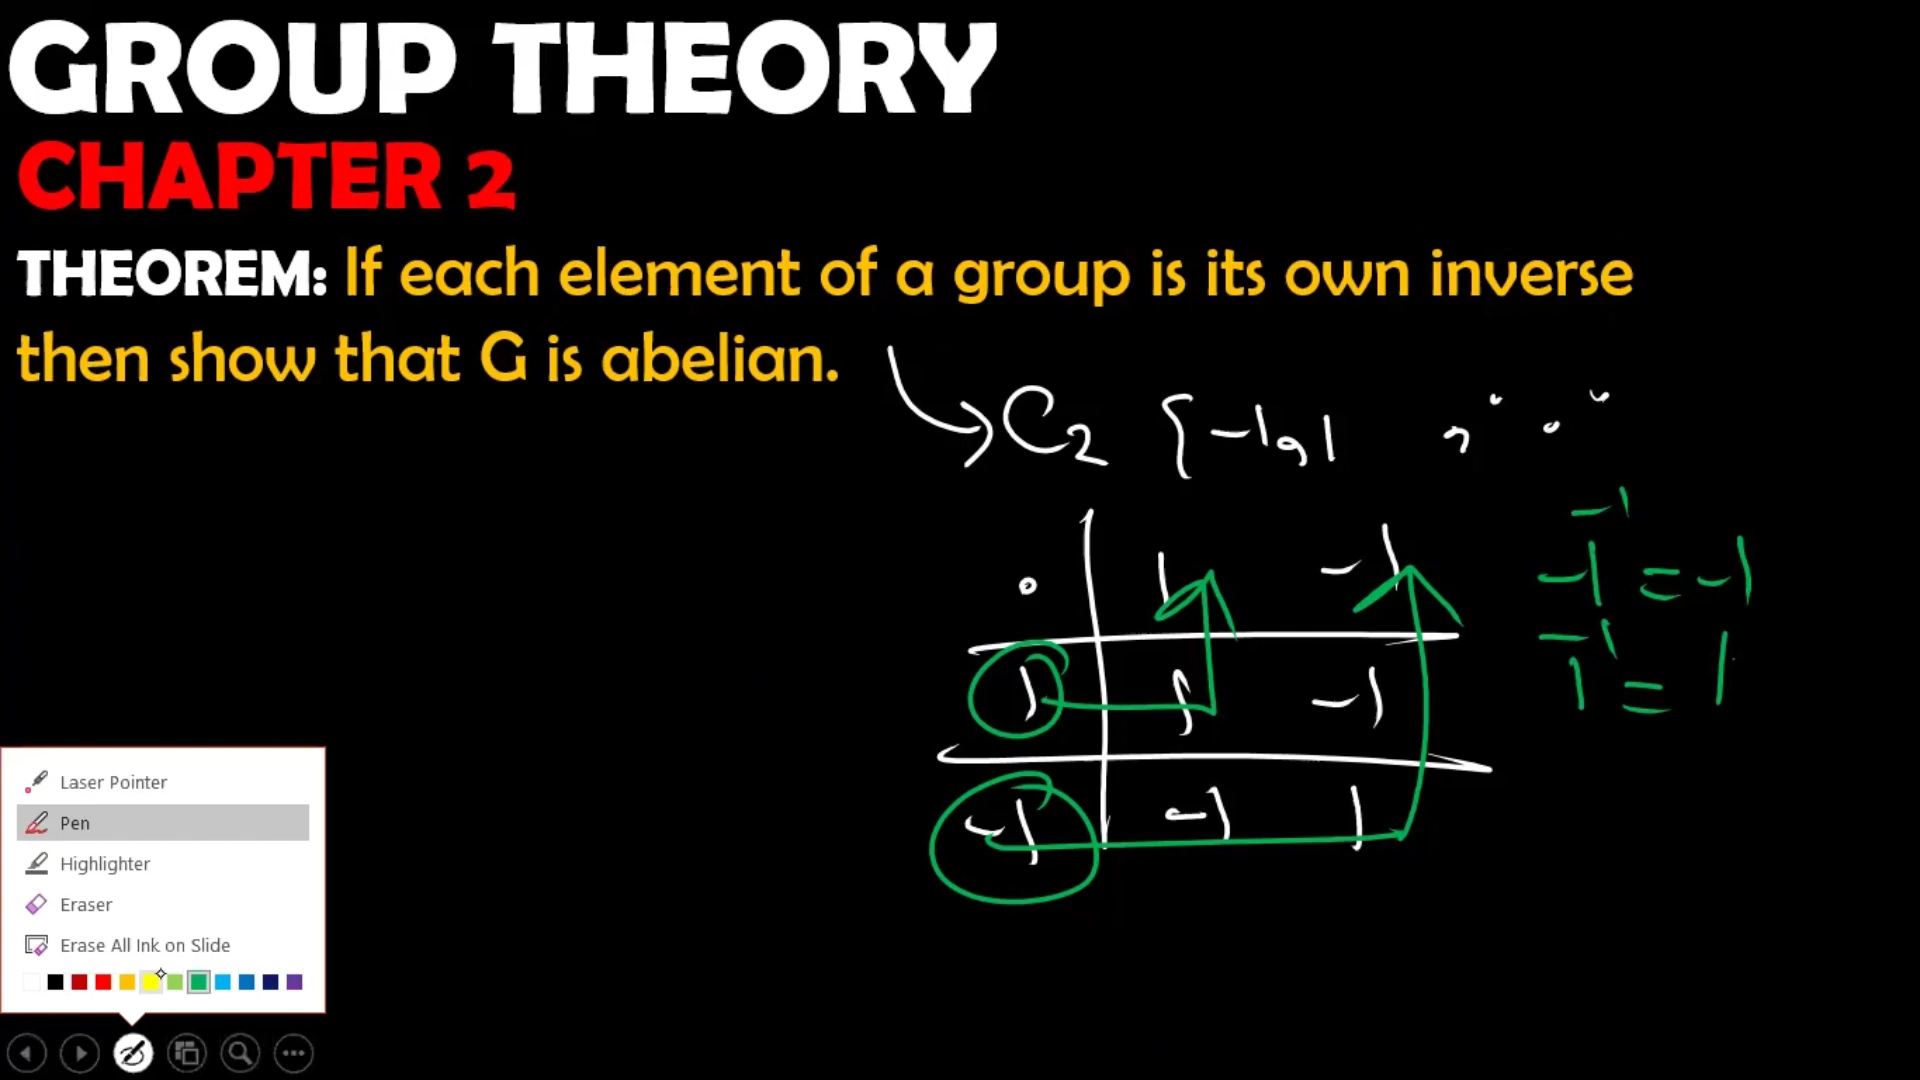 GROUP THEORY
CHAPTER 2
THEOREM: If each element of a group is its own inverse
then show that G is abelian.
C₂ {-1, 1
-1
. 1 -1 -1 = -1
-1
1 1 -1 1 = 1
-1 -1 1
Laser Pointer
Pen
Highlighter
Eraser
Erase All Ink on Slide